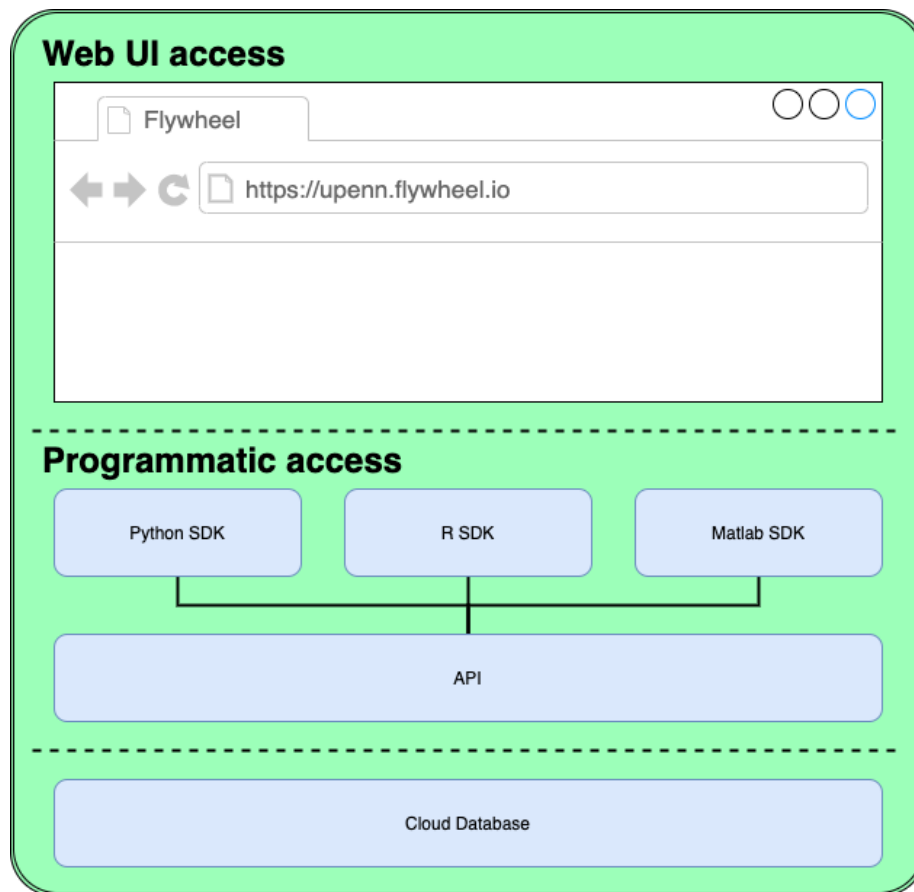 Web UI access
Flywheel
https://upenn.flywheel.io
Programmatic access
Python SDK
R SDK
Matlab SDK
API
Cloud Database